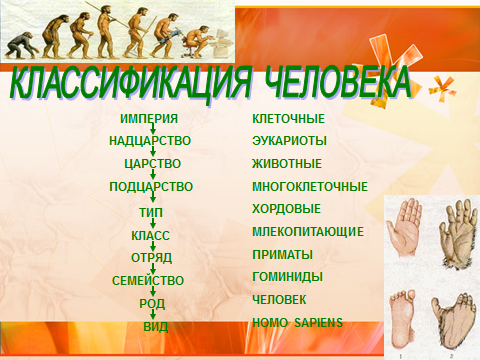 КЛАССИФИКАЦИЯ ЧЕЛОВЕКА
ИМПЕРИЯ КЛЕТОЧНЫЕ
НАДЦАРСТВО ЭУКАРИОТЫ
ЦАРСТВО ЖИВОТНЫЕ
ПОДЦАРСТВО МНОГОКЛЕТОЧНЫЕ
ТИП ХОРДОВЫЕ
КЛАСС МЛЕКОПИТАЮЩИЕ
ОТРЯД ПРИМАТЫ
СЕМЕЙСТВО ГОМИНИДЫ
РОД ЧЕЛОВЕК
ВИД HOMO SAPIENS
1 2